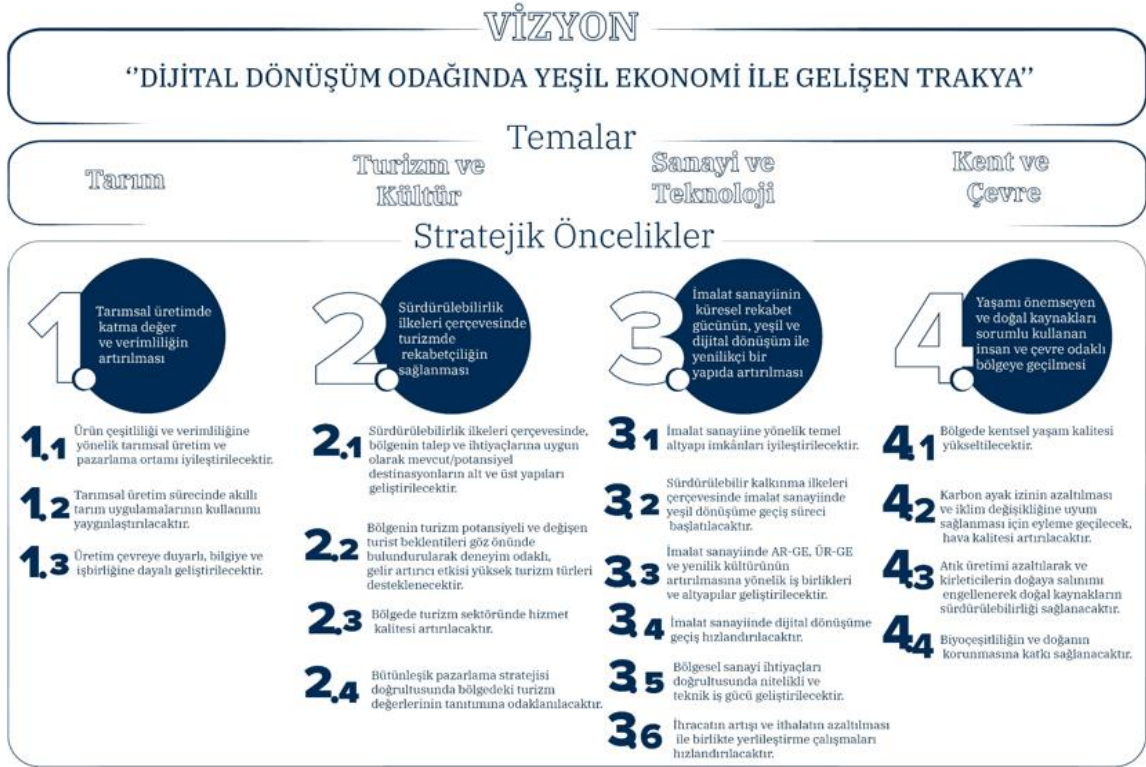 VİZYON
‘’DİJİTAL DÖNÜŞÜM ODAĞINDA YEŞİL EKONOMİ İLE GELİŞEN TRAKYA’’
Temalar
Tarım
Turizm ve
Kültür
Sanayi ve
Teknoloji
Kent ve
Çevre
Stratejik Öncelikler
1.
Tarımsal üretimde
katma değer
ve verimliliğin
artırılması
1.1 Ürün çeşitliliği ve verimliliğine
yönelik tarımsal üretim ve
pazarlama ortamı iyileştirilecektir.
1.2 Tarımsal üretim sürecinde akıllı
tarım uygulamalarının kullanımı
yaygınlaştırılacaktır.
1.3 Üretim çevreye duyarlı, bilgiye ve
işbirliğine dayalı geliştirilecektir.
2.
Sürdürülebilirlik
ilkeleri çerçevesinde
turizmde
rekabetçiliğin
sağlanması
2.1 Sürdürülebilirlik ilkeleri çerçevesinde,
bölgenin talep ve ihtiyaçlarına uygun
olarak mevcut/potansiyel
destinasyonların alt ve üst yapıları
geliştirilecektir.
2.2 Bölgenin turizm potansiyeli ve değişen
turist beklentileri göz önünde
bulundurularak deneyim odaklı,
gelir artırıcı etkisi yüksek turizm türleri
desteklenecektir.
2.3 Bölgede turizm sektöründe hizmet
kalitesi artırılacaktır.
2.4 Bütünleşik pazarlama stratejisi
doğrultusunda bölgedeki turizm
değerlerinin tanıtımına odaklanılacaktır.
3.
İmalat sanayiinin
küresel rekabet
gücünün, yeşil ve
dijital dönüşüm ile
yenilikçi bir
yapıda artırılması
3.1 İmalat sanayiine yönelik temel
altyapı imkânları iyileştirilecektir.
3.2 Sürdürülebilir kalkınma ilkeleri
çerçevesinde imalat sanayiinde
yeşil dönüşüme geçiş süreci
başlatılacaktır.
3.3 İmalat sanayiinde AR-GE, ÜR-GE
ve yenilik kültürünün
artırılmasına yönelik iş birlikleri
ve altyapılar geliştirilecektir.
3.4 İmalat sanayiinde dijital dönüşüme
geçiş hızlandırılacaktır.
3.5 Bölgesel sanayi ihtiyaçları
doğrultusunda nitelikli ve
teknik iş gücü geliştirilecektir.
3.6 İhracatın artışı ve ithalatın azaltılması
ile birlikte yerlileştirme çalışmaları
hızlandırılacaktır.
4.
Yaşamı önemseyen
ve doğal kaynakları
sorumlu kullanan
insan ve çevre odaklı
bölgeye geçilmesi
4.1 Bölgede kentsel yaşam kalitesi
yükseltilecektir.
4.2 Karbon ayak izinin azaltılması
ve iklim değişikliğine uyum
sağlanması için eyleme geçilecek,
hava kalitesi artırılacaktır.
4.3 Atık üretimi azaltılarak ve
kirleticilerin doğaya salınımı
engellenerek doğal kaynakların
sürdürülebilirliği sağlanacaktır.
4.4 Biyoçeşitliliğin ve doğanın
korunmasına katkı sağlanacaktır.